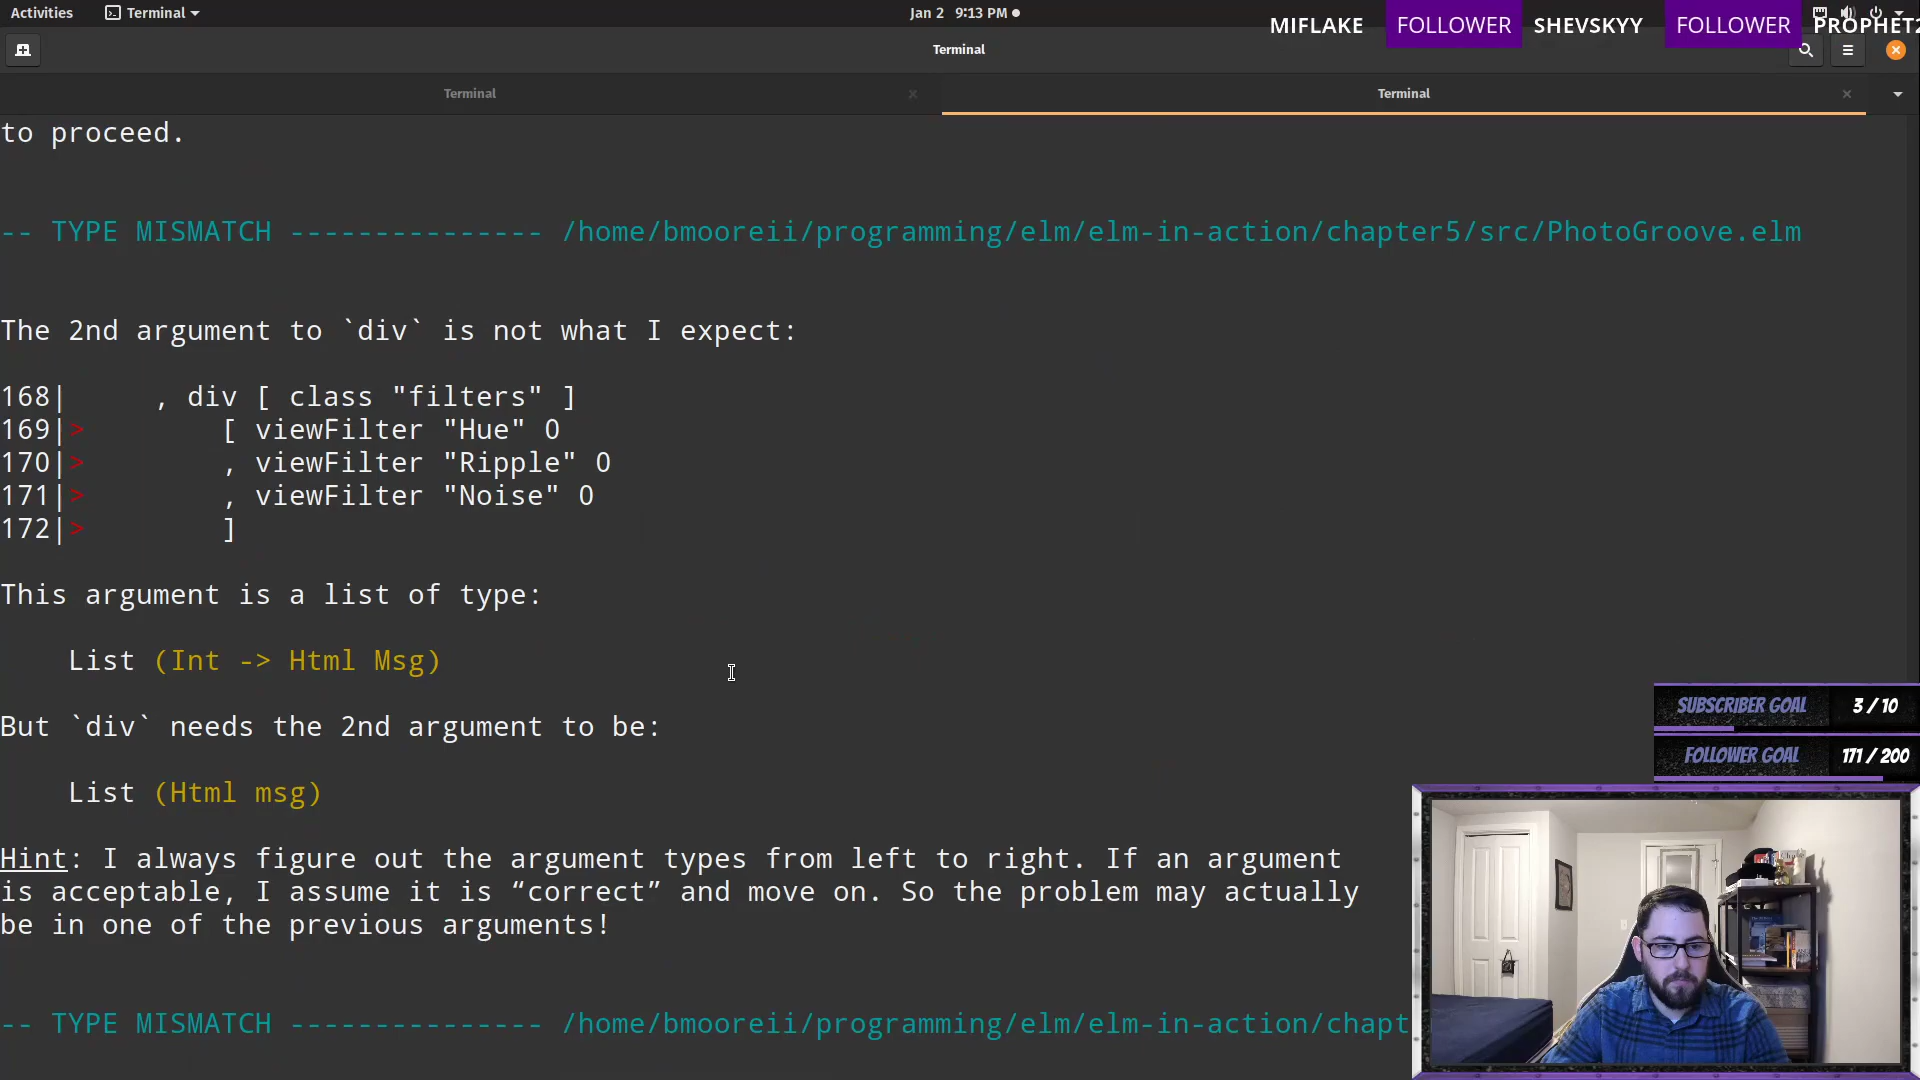 Activities Terminal Jan 2 9:13 PM
MIFLAKE FOLLOWER SHEVSKYY FOLLOWER PROPHET2
Terminal
Terminal Terminal
to proceed.
-- TYPE MISMATCH --------------- /home/bmooreii/programming/elm/elm-in-action/chapter5/src/PhotoGroove.elm
The 2nd argument to `div` is not what I expect:
168|     , div [ class "filters" ]
169|>        [ viewFilter "Hue" 0
170|>        , viewFilter "Ripple" 0
171|>        , viewFilter "Noise" 0
172|>        ]
This argument is a list of type:
List (Int -> Html Msg)
But `div` needs the 2nd argument to be:
List (Html msg)
Hint: I always figure out the argument types from left to right. If an argument
is acceptable, I assume it is “correct” and move on. So the problem may actually
be in one of the previous arguments!
-- TYPE MISMATCH --------------- /home/bmooreii/programming/elm/elm-in-action/chapt
SUBSCRIBER GOAL 3 / 10
FOLLOWER GOAL 171 / 200